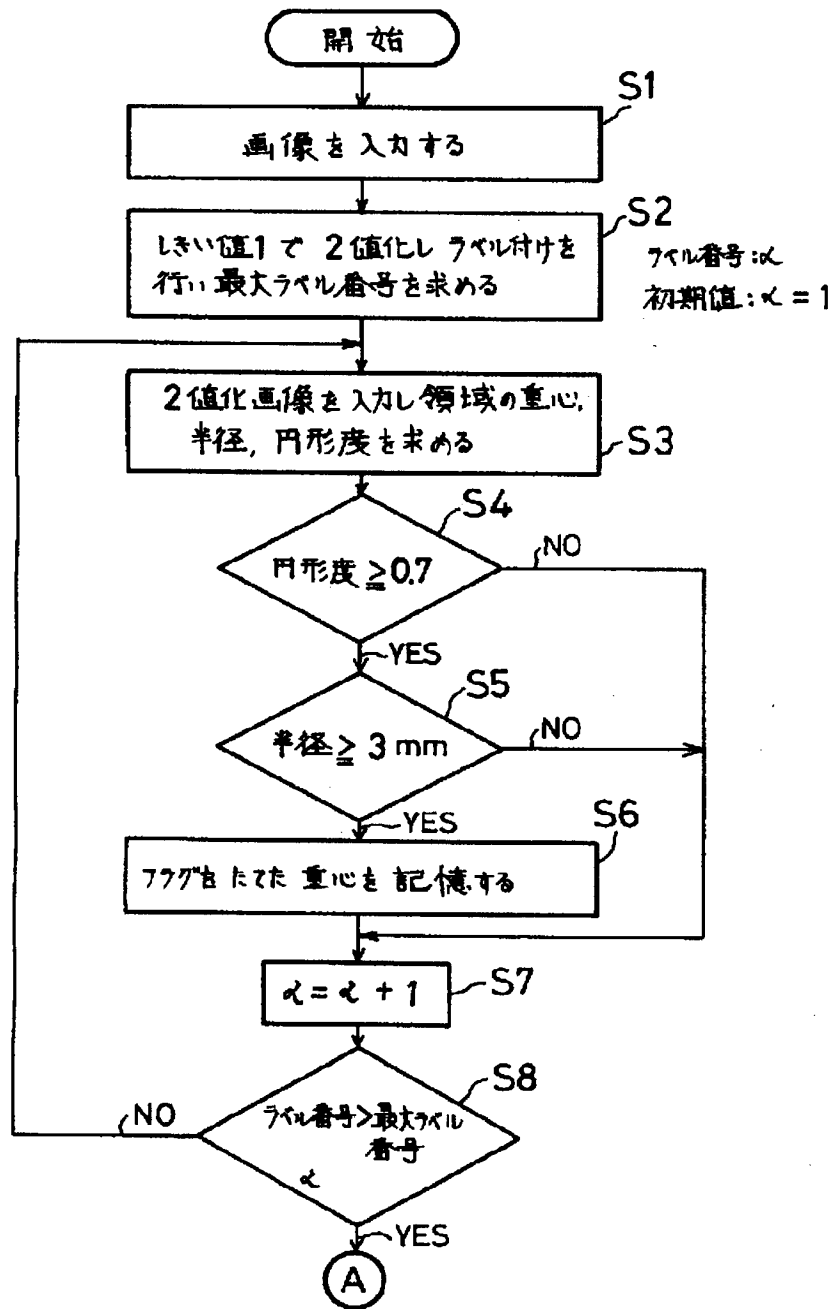 開始
S1
画像を入力する
S2
しきい値1で2値化しラベル付けを
行い最大ラベル番号を求める
ラベル番号:α
初期値:α=1
2値化画像を入力し領域の重心,
半径,円形度を求める
S3
S4
円形度≧0.7
NO
YES
S5
半径≧3mm
NO
YES
S6
フラグをたてた重心を記憶する
α=α+1
S7
S8
ラベル番号>最大ラベル
番号
α
NO
YES
A